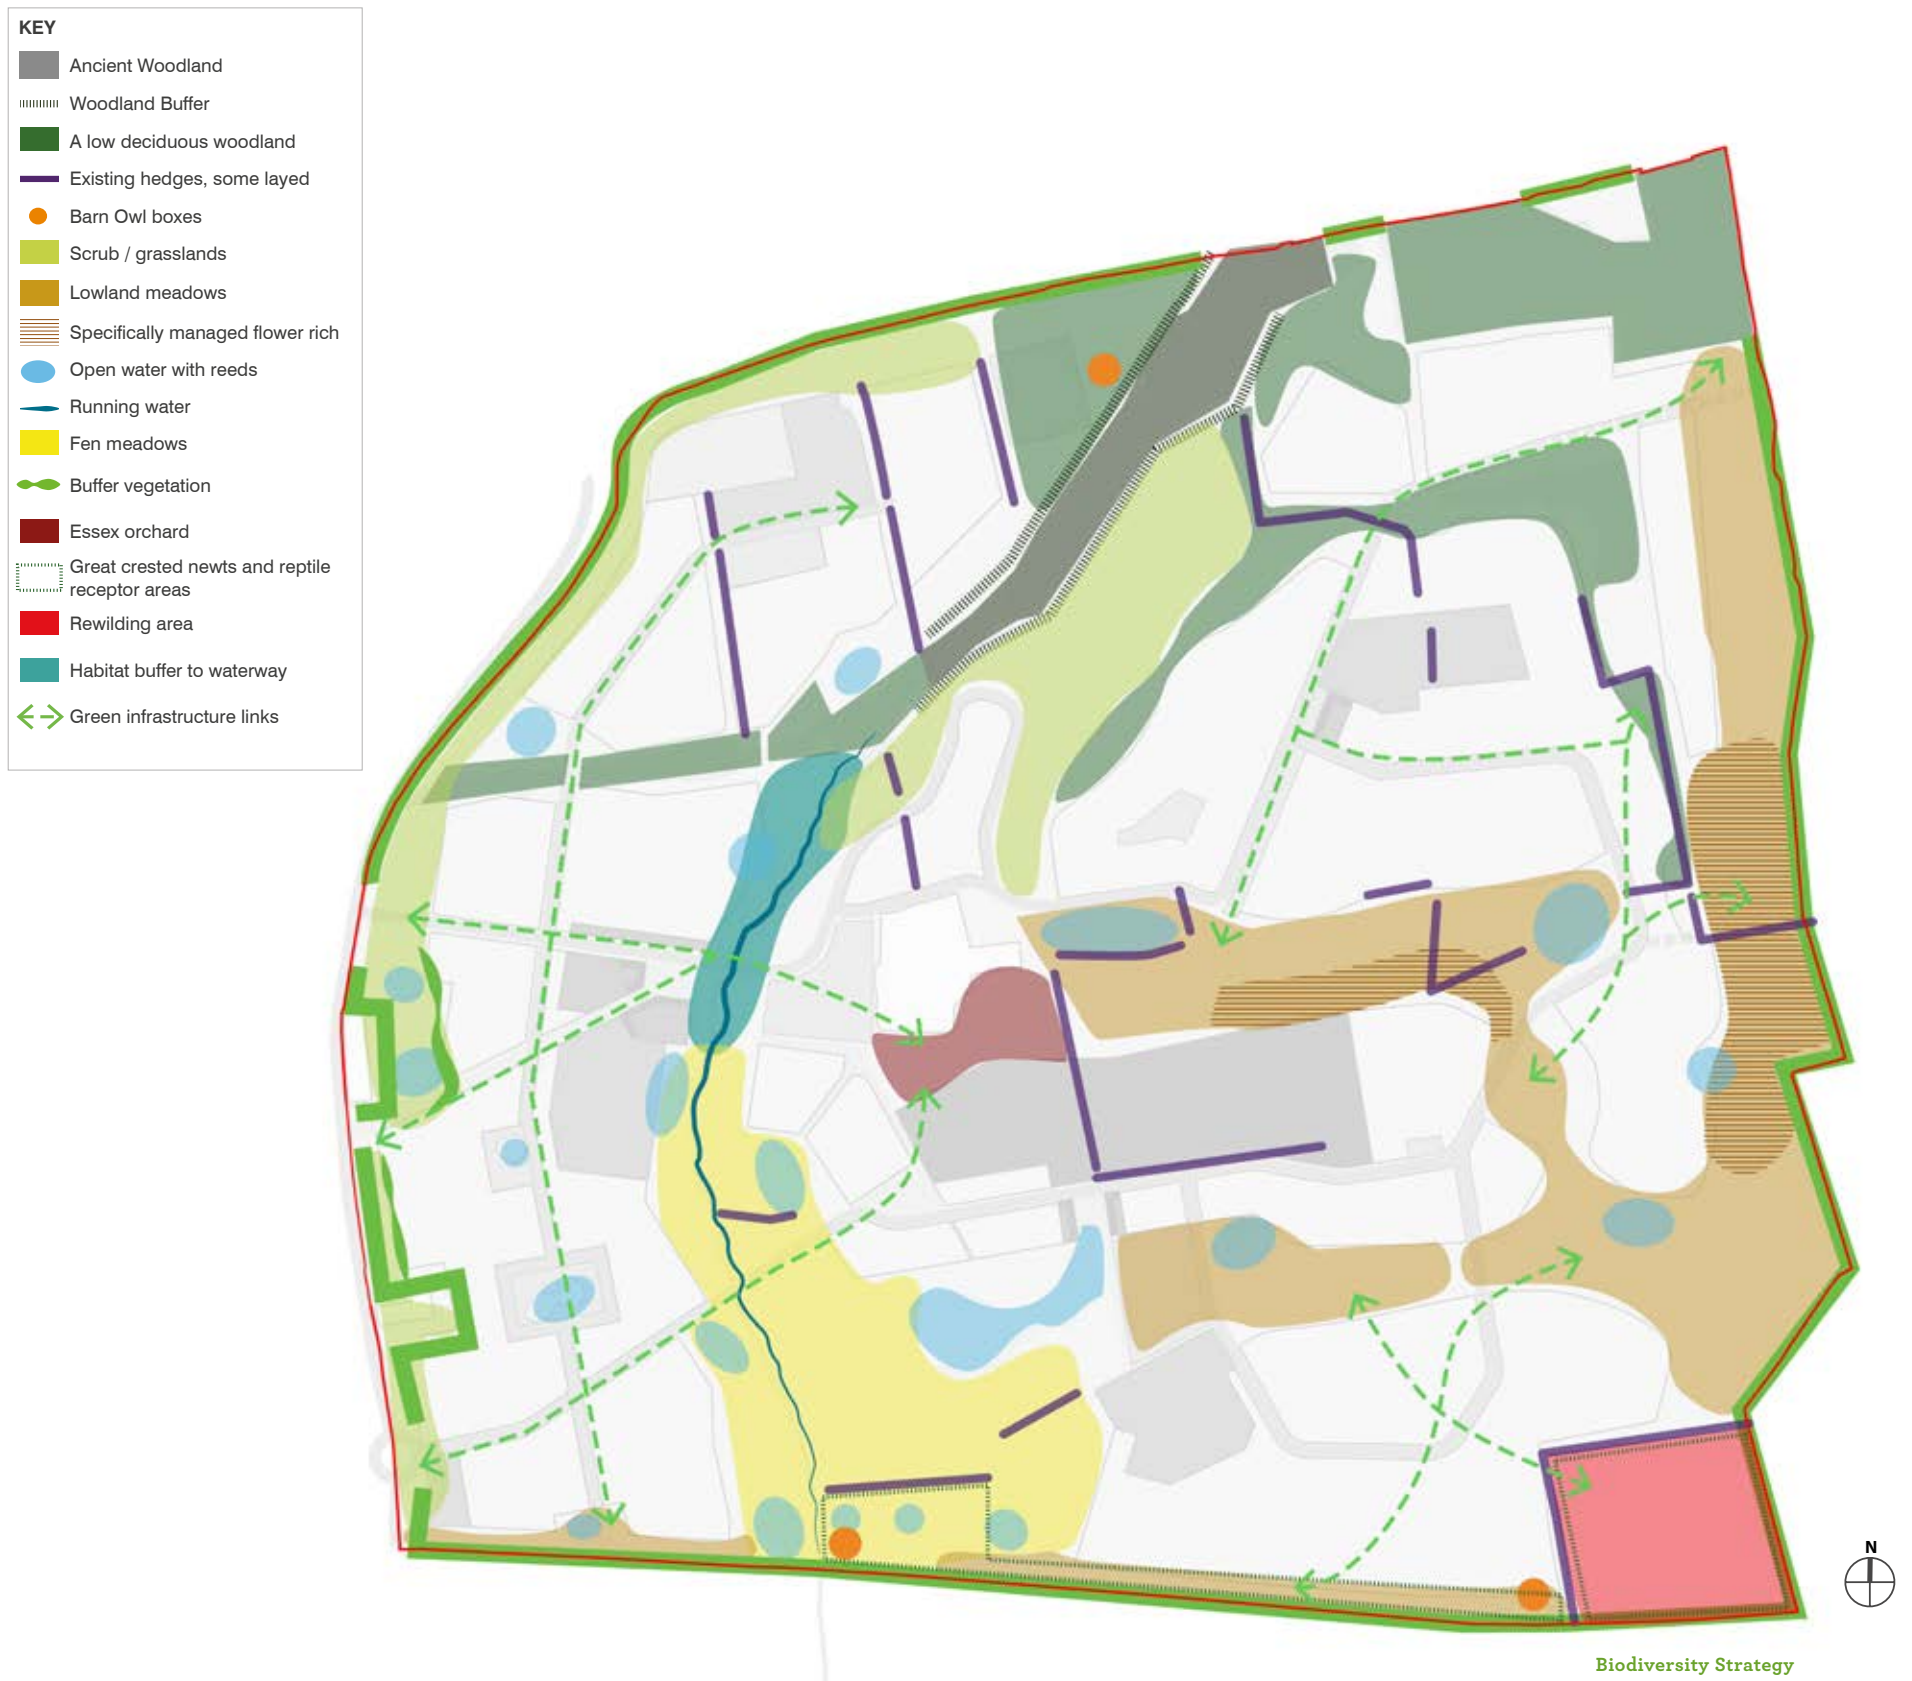 KEY
Ancient Woodland
Woodland Buffer
A low deciduous woodland
Existing hedges, some layed
Barn Owl boxes
Scrub / grasslands
Lowland meadows
Specifically managed flower rich
Open water with reeds
Running water
Fen meadows
Buffer vegetation
Essex orchard
Great crested newts and reptile
receptor areas
Rewilding area
Habitat buffer to waterway
Green infrastructure links
N
Biodiversity Strategy